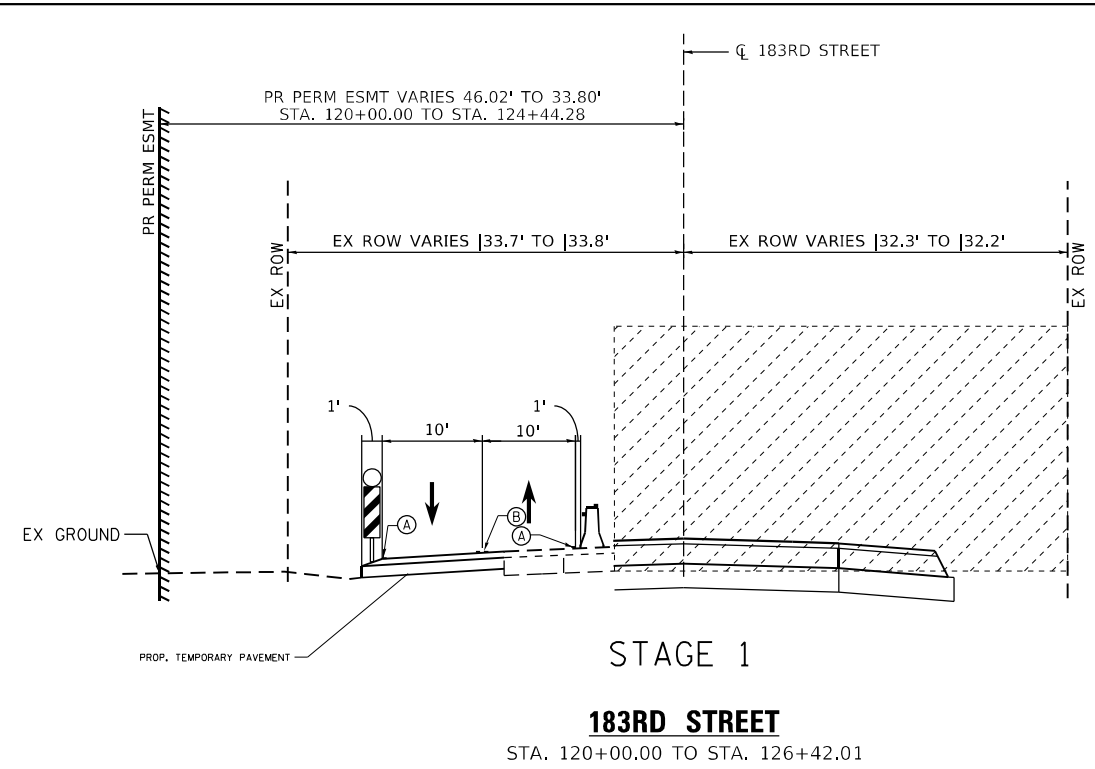 ℄ 183RD STREET
PR PERM ESMT VARIES 46.02' TO 33.80'
STA. 120+00.00 TO STA. 124+44.28
PR PERM ESMT
EX ROW VARIES |33.7' TO |33.8'
EX ROW VARIES |32.3' TO |32.2'
EX ROW
EX ROW
1'
1'
10'
10'
EX GROUND
A
B
A
PROP. TEMPORARY PAVEMENT
STAGE 1
183RD STREET
STA. 120+00.00 TO STA. 126+42.01